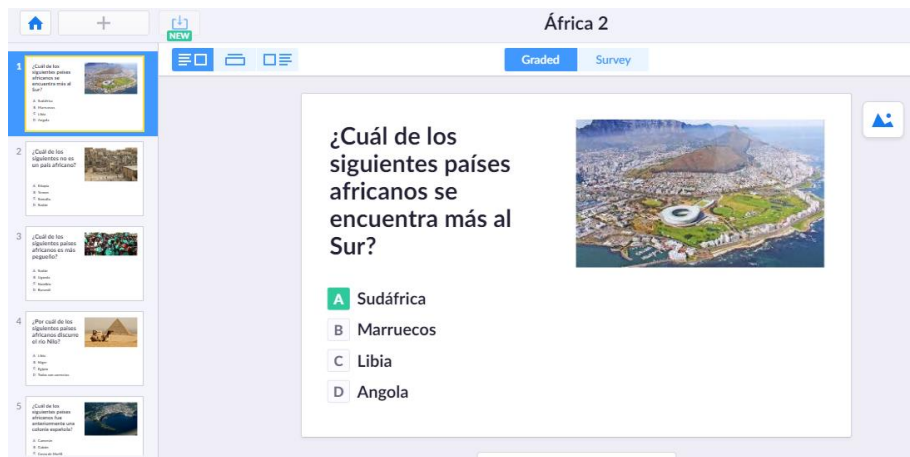 África 2
NEW
Graded
Survey
1
¿Cuál de los
siguientes países
africanos se
encuentra más al
Sur?
A Sudáfrica
B Marruecos
C Libia
D Angola
2
¿Cuál de los
siguientes no es
un país africano?
3
¿Cuál de los
siguientes países
africanos es más
pequeño?
4
¿Por cuál de los
siguientes países
africanos discurre
el río Nilo?
5
¿Cuál de los
siguientes países
africanos fue
anteriormente una
colonia española?
¿Cuál de los
siguientes países
africanos se
encuentra más al
Sur?
A Sudáfrica
B Marruecos
C Libia
D Angola